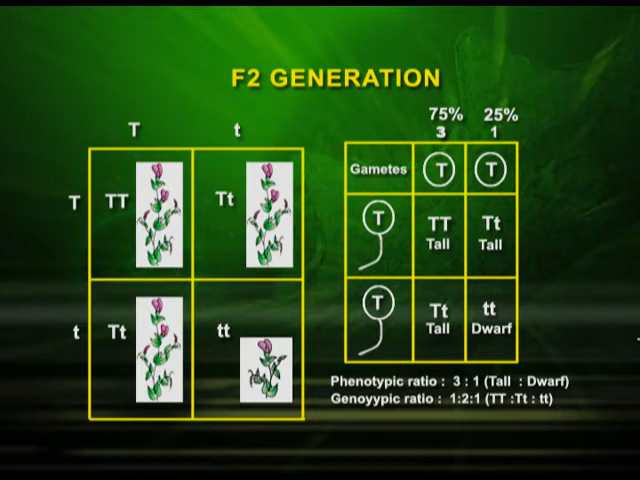 F2 GENERATION
75% 25%
3 1
T t
Gametes T T
T TT Tt
T TT Tt
Tall Tall
t Tt tt
T Tt tt
Tall Dwarf
Phenotypic ratio : 3 : 1 (Tall : Dwarf)
Genoyypic ratio : 1:2:1 (TT :Tt : tt)